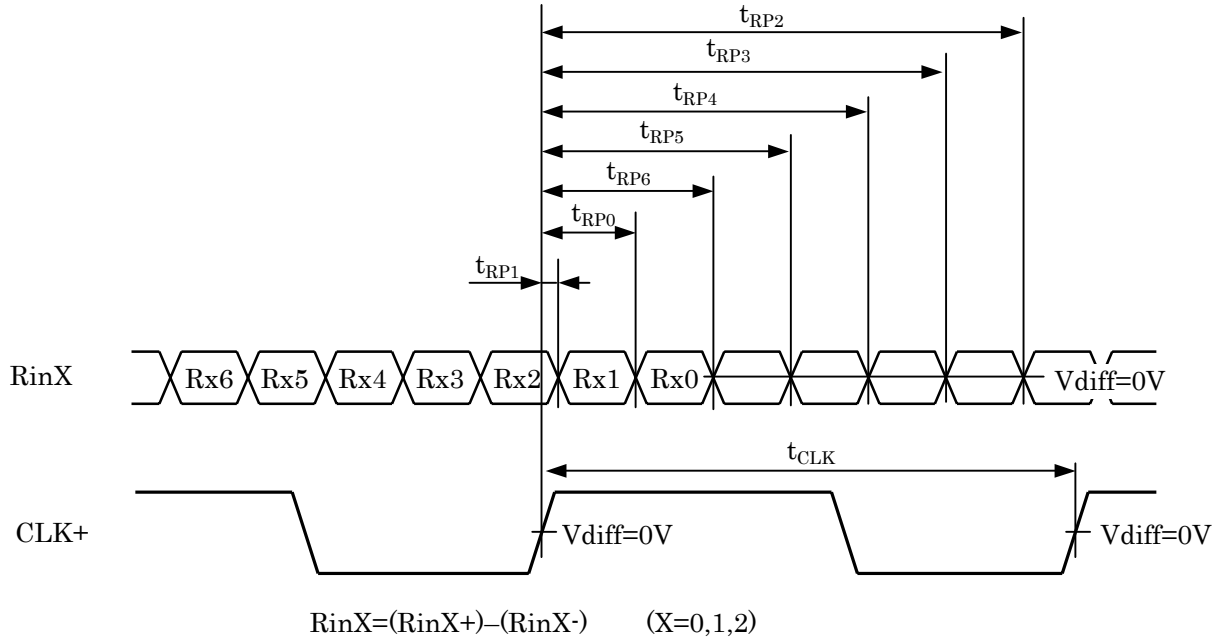 tRP2
tRP3
tRP4
tRP5
tRP6
tRP0
tRP1
RinX Rx6 Rx5 Rx4 Rx3 Rx2 Rx1 Rx0 Vdiff=0V
tCLK
CLK+ Vdiff=0V Vdiff=0V
RinX=(RinX+)–(RinX-) (X=0,1,2)